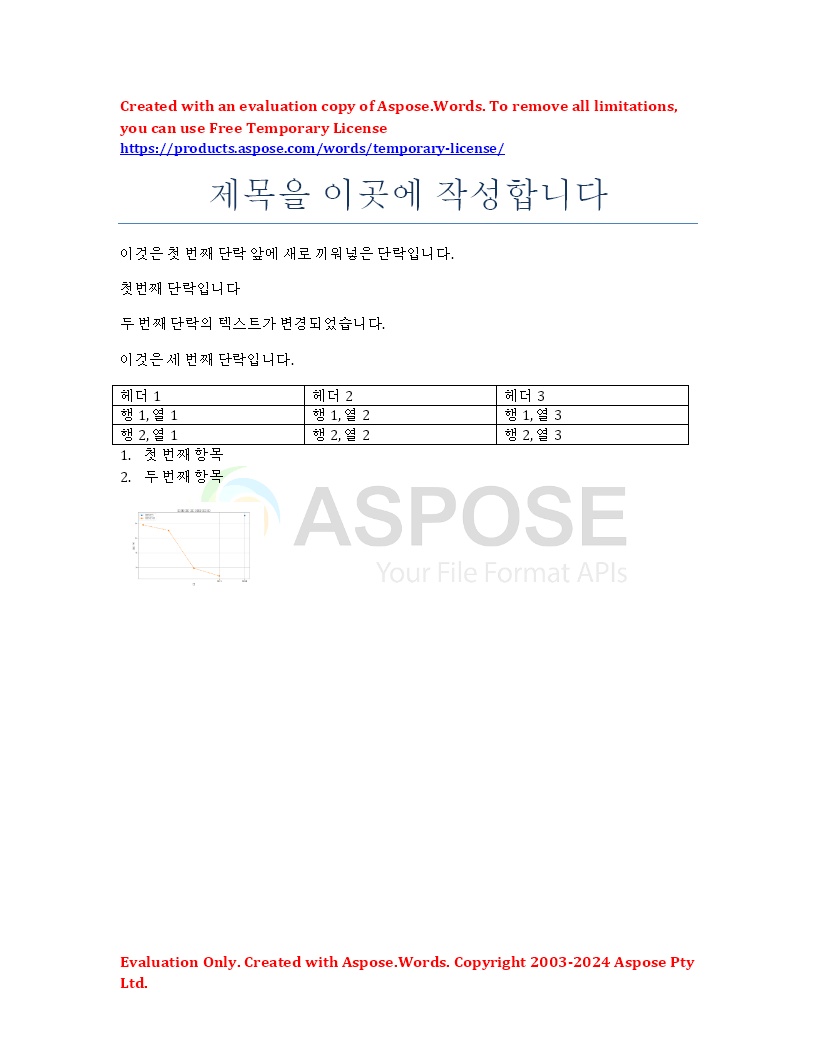 Created with an evaluation copy of Aspose.Words. To remove all limitations,
you can use Free Temporary License
https://products.aspose.com/words/temporary-license/
제목을 이곳에 작성합니다
이것은 첫 번째 단락 앞에 새로 끼워넣은 단락입니다.
첫번째 단락입니다
두 번째 단락의 텍스트가 변경되었습니다.
이것은 세 번째 단락입니다.
헤더 1 헤더 2 헤더 3
행 1, 열 1 행 1, 열 2 행 1, 열 3
행 2, 열 1 행 2, 열 2 행 2, 열 3
1. 첫 번째 항목
2. 두 번째 항목
ASPOSE
Your File Format APIs
Evaluation Only. Created with Aspose.Words. Copyright 2003-2024 Aspose Pty
Ltd.